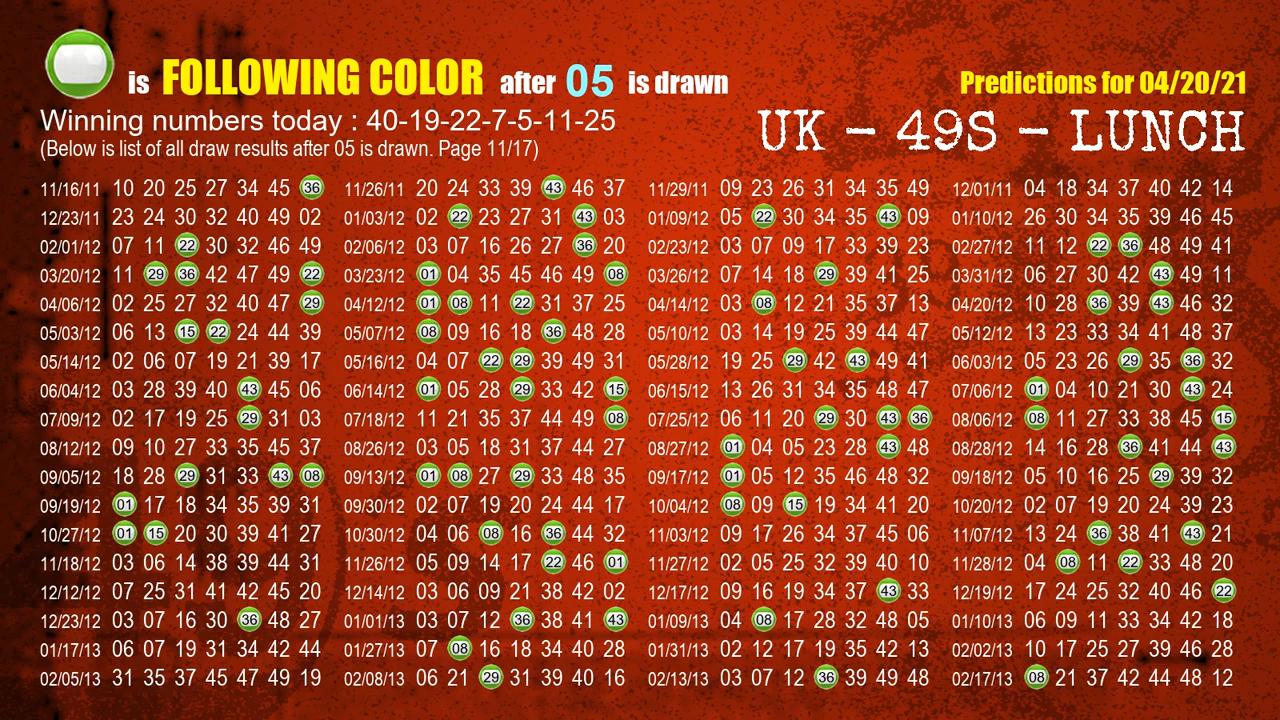 is FOLLOWING COLOR after 05 is drawn
Predictions for 04/20/21
Winning numbers today : 40-19-22-7-5-11-25
UK - 49S - LUNCH
(Below is list of all draw results after 05 is drawn. Page 11/17)
11/16/11 10 20 25 27 34 45 36 11/26/11 20 24 33 39 43 46 37 11/29/11 09 23 26 31 34 35 49 12/01/11 04 18 34 37 40 42 14
12/23/11 23 24 30 32 40 49 02 01/03/12 02 22 23 27 31 43 03 01/09/12 05 22 30 34 35 43 09 01/10/12 26 30 34 35 39 46 45
02/01/12 07 11 22 30 32 46 49 02/06/12 03 07 16 26 27 36 20 02/23/12 03 07 09 17 33 39 23 02/27/12 11 12 22 36 48 49 41
03/20/12 11 29 36 42 47 49 22 03/23/12 01 04 35 45 46 49 08 03/26/12 07 14 18 29 39 41 25 03/31/12 06 27 30 42 43 49 11
04/06/12 02 25 27 32 40 47 29 04/12/12 01 08 11 22 31 37 25 04/14/12 03 08 12 21 35 37 13 04/20/12 10 28 36 39 43 46 32
05/03/12 06 13 15 22 24 44 39 05/07/12 08 09 16 18 36 48 28 05/10/12 03 14 19 25 39 44 47 05/12/12 13 23 33 34 41 48 37
05/14/12 02 06 07 19 21 39 17 05/16/12 04 07 22 29 39 49 31 05/28/12 19 25 29 42 43 49 41 06/03/12 05 23 26 29 35 36 32
06/04/12 03 28 39 40 43 45 06 06/14/12 01 05 28 29 33 42 15 06/15/12 13 26 31 34 35 48 47 07/06/12 01 04 10 21 30 43 24
07/09/12 02 17 19 25 29 31 03 07/18/12 11 21 35 37 44 49 08 07/25/12 06 11 20 29 30 43 36 08/06/12 08 11 27 33 38 45 15
08/12/12 09 10 27 33 35 45 37 08/26/12 03 05 18 31 37 44 27 08/27/12 01 04 05 23 28 43 48 08/28/12 14 16 28 36 41 44 43
09/05/12 18 28 29 31 33 43 08 09/13/12 01 08 27 29 33 48 35 09/17/12 01 05 12 35 46 48 32 09/18/12 05 10 16 25 29 39 32
09/19/12 01 17 18 34 35 39 31 09/30/12 02 07 19 20 24 44 17 10/04/12 08 09 15 19 34 41 20 10/20/12 02 07 19 20 24 39 23
10/27/12 01 15 20 30 39 41 27 10/30/12 04 06 08 16 36 44 32 11/03/12 09 17 26 34 37 45 06 11/07/12 13 24 36 38 41 43 21
11/18/12 03 06 14 38 39 44 31 11/26/12 05 09 14 17 22 46 01 11/27/12 02 05 25 32 39 40 10 11/28/12 04 08 11 22 33 48 20
12/12/12 07 25 31 41 42 45 20 12/14/12 03 06 09 21 38 42 02 12/17/12 09 16 19 34 37 43 33 12/19/12 17 24 25 32 40 46 22
12/23/12 03 07 16 30 36 48 27 01/01/13 03 07 12 36 38 41 43 01/09/13 04 08 17 28 32 48 05 01/10/13 06 09 11 33 34 42 18
01/17/13 06 07 19 31 34 42 44 01/27/13 07 08 16 18 34 40 28 01/31/13 02 12 17 19 35 42 13 02/02/13 10 17 25 27 39 46 28
02/05/13 31 35 37 45 47 49 19 02/08/13 06 21 29 31 39 40 16 02/13/13 03 07 12 36 39 49 48 02/17/13 08 21 37 42 44 48 12